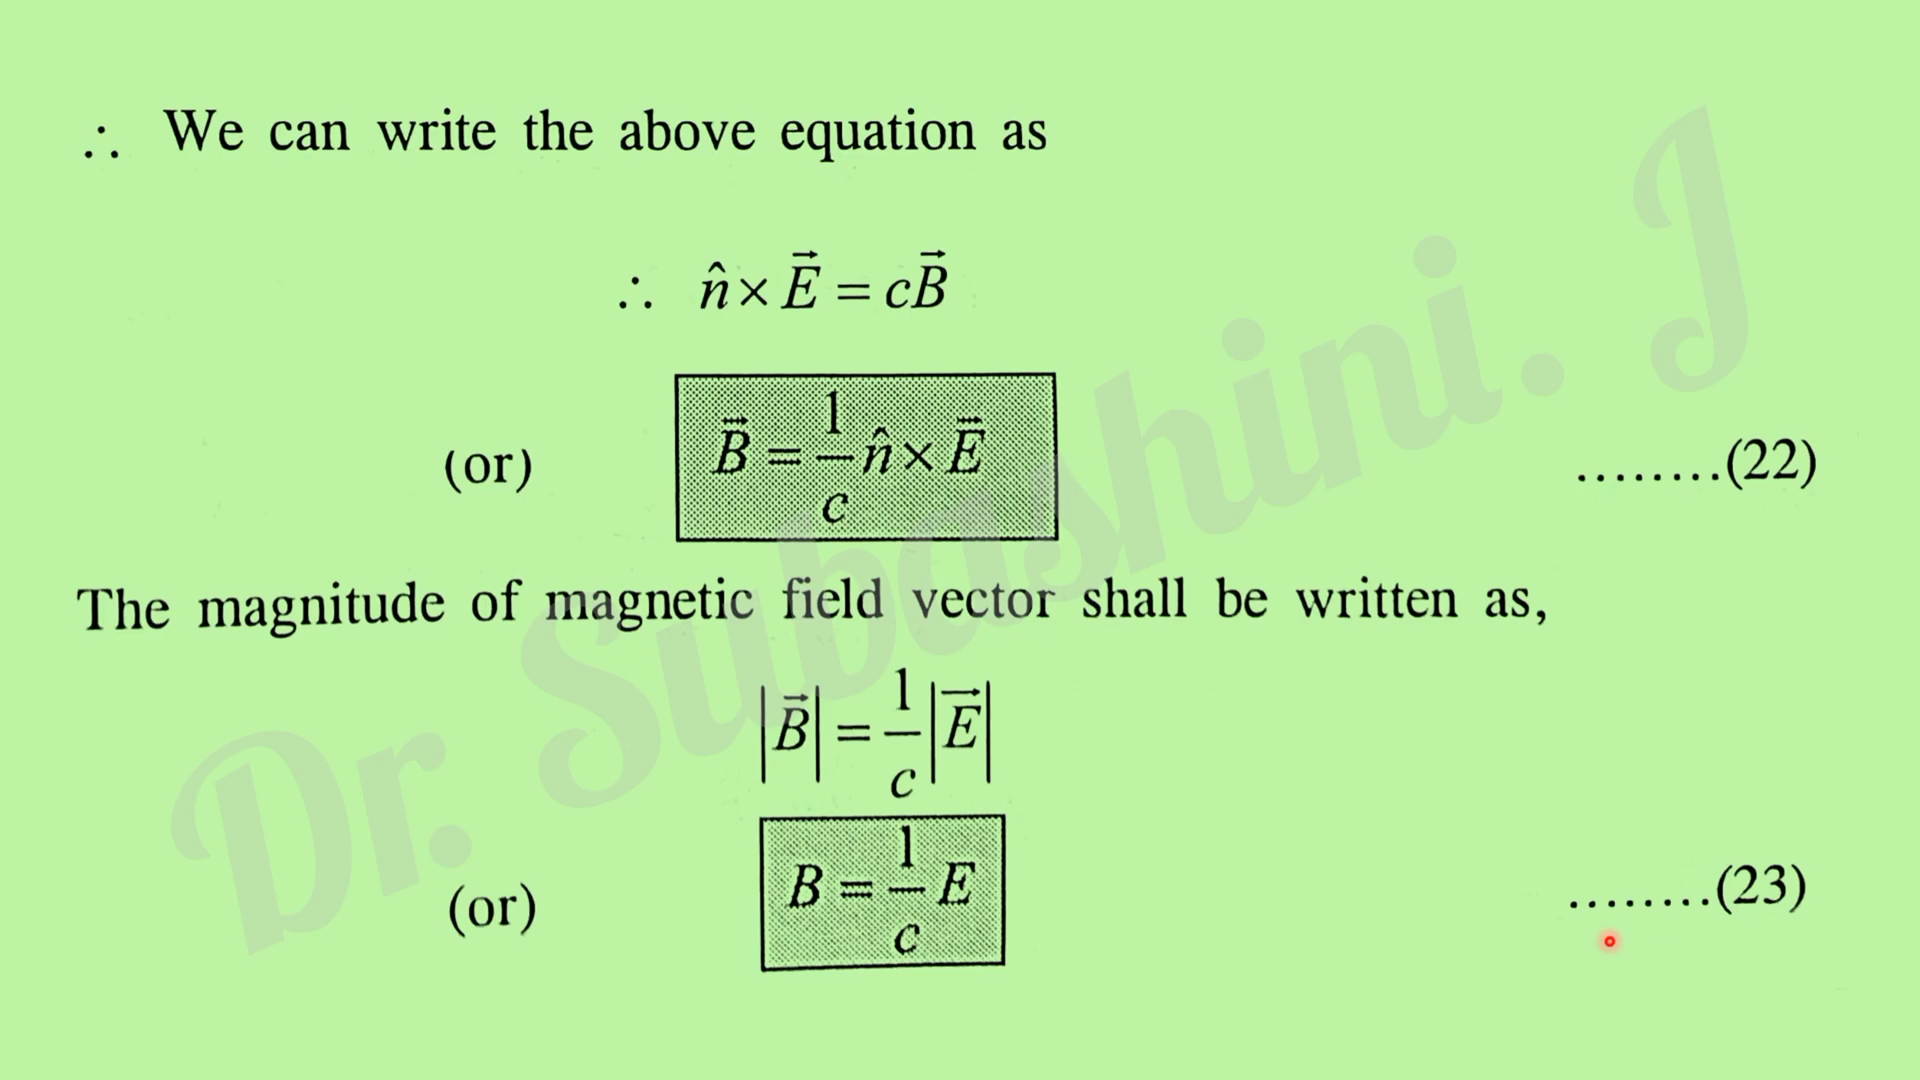 ∴ We can write the above equation as
∴ n̂ × E⃗ = cB⃗
(or) B⃗ = 1/c n̂ × E⃗ ........(22)
The magnitude of magnetic field vector shall be written as,
|B⃗| = 1/c |E⃗|
(or) B = 1/c E ........(23)
Dr. Subashini. J